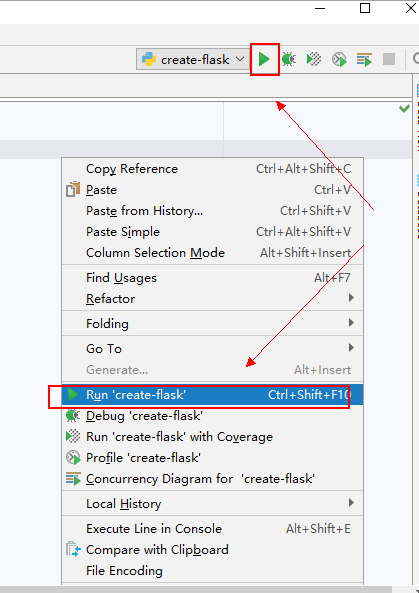 create-flask
Copy Reference Ctrl+Alt+Shift+C
Paste Ctrl+V
Paste from History... Ctrl+Shift+V
Paste Simple Ctrl+Alt+Shift+V
Column Selection Mode Alt+Shift+Insert
Find Usages Alt+F7
Refactor
Folding
Go To
Generate... Alt+Insert
Run 'create-flask' Ctrl+Shift+F10
Debug 'create-flask'
Run 'create-flask' with Coverage
Profile 'create-flask'
Concurrency Diagram for 'create-flask'
Local History
Execute Line in Console Alt+Shift+E
Compare with Clipboard
File Encoding